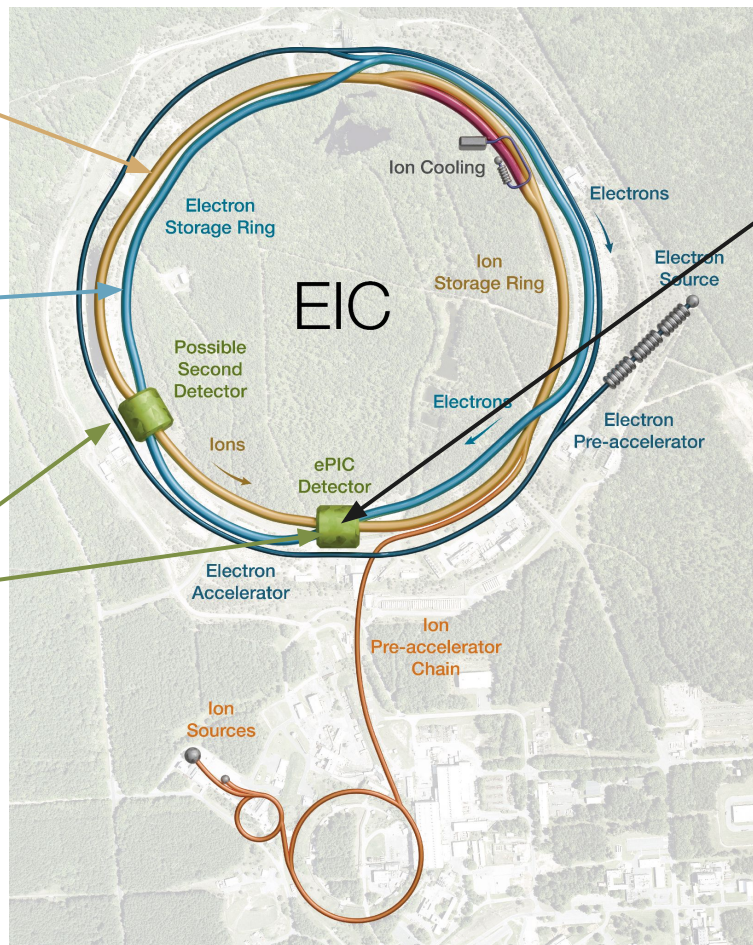 Ion Cooling
Electron
Storage Ring
Electrons
Ion
Storage Ring
Electron
Source
EIC
Possible
Second
Detector
Electrons
Electron
Pre-accelerator
Ions
ePIC
Detector
Electron
Accelerator
Ion
Pre-accelerator
Chain
Ion
Sources